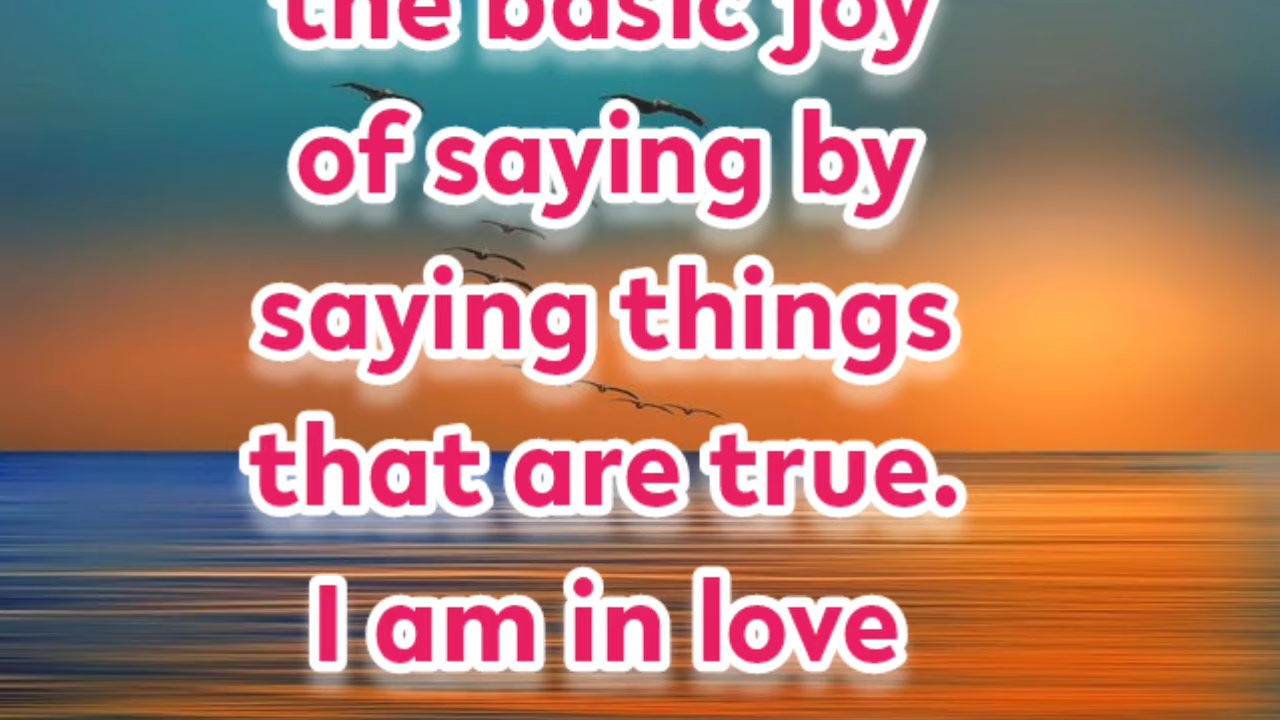 the basic joy
of saying by
saying things
that are true.
I am in love